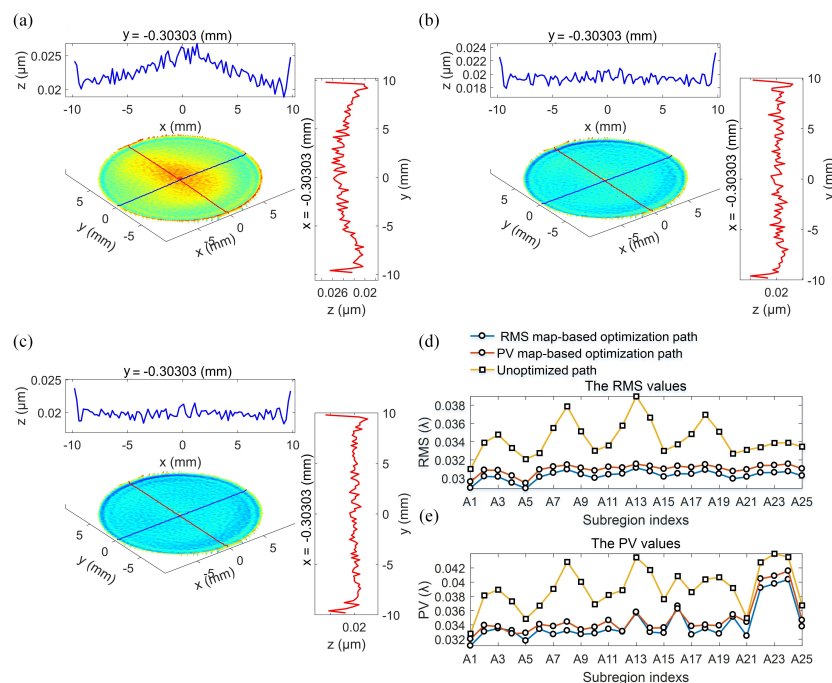 (a)
y = -0.30303 (mm)
z (µm)
0.025
0.02
-10 -5 0 5 10
x (mm)
5
0
-5
y (mm)
-5
0
5
x (mm)
x = -0.30303 (mm)
10
5
0
-5
-10
y (mm)
0.026 0.02
z (µm)
(b)
y = -0.30303 (mm)
z (µm)
0.024
0.021
0.018
-10 -5 0 5 10
x (mm)
5
0
-5
y (mm)
-5
0
5
x (mm)
x = -0.30303 (mm)
10
5
0
-5
-10
y (mm)
0.02
z (µm)
(c)
y = -0.30303 (mm)
z (µm)
0.025
0.02
-10 -5 0 5 10
x (mm)
5
0
-5
y (mm)
-5
0
5
x (mm)
x = -0.30303 (mm)
10
5
0
-5
-10
y (mm)
0.02
z (µm)
(d)
RMS map-based optimization path
PV map-based optimization path
Unoptimized path
The RMS values
RMS (λ)
0.038
0.034
0.03
A1 A3 A5 A7 A9 A11 A13 A15 A17 A19 A21 A23 A25
Subregion indexs
(e)
The PV values
PV (λ)
0.042
0.04
0.038
0.036
0.034
0.032
A1 A3 A5 A7 A9 A11 A13 A15 A17 A19 A21 A23 A25
Subregion indexs